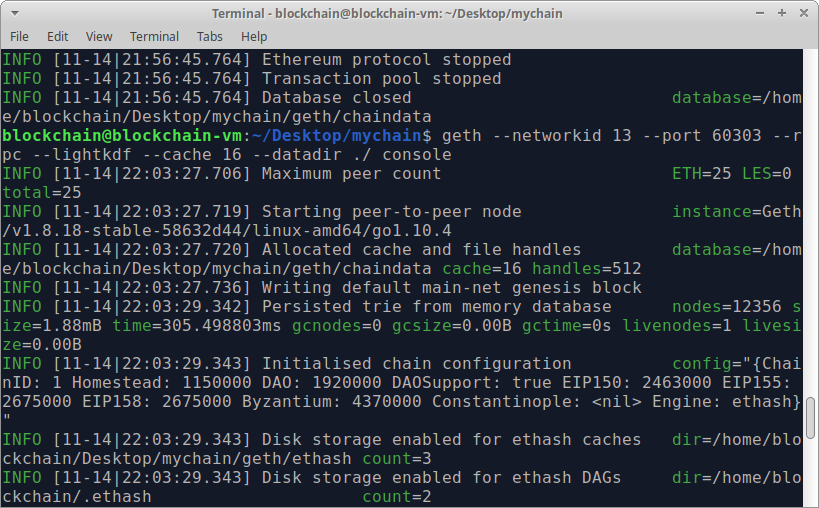 Terminal - blockchain@blockchain-vm: ~/Desktop/mychain
File Edit View Terminal Tabs Help
INFO [11-14|21:56:45.764] Ethereum protocol stopped
INFO [11-14|21:56:45.764] Transaction pool stopped
INFO [11-14|21:56:45.764] Database closed                          database=/hom
e/blockchain/Desktop/mychain/geth/chaindata
blockchain@blockchain-vm:~/Desktop/mychain$ geth --networkid 13 --port 60303 --r
pc --lightkdf --cache 16 --datadir ./ console
INFO [11-14|22:03:27.706] Maximum peer count                       ETH=25 LES=0
total=25
INFO [11-14|22:03:27.719] Starting peer-to-peer node               instance=Geth
/v1.8.18-stable-58632d44/linux-amd64/go1.10.4
INFO [11-14|22:03:27.720] Allocated cache and file handles         database=/hom
e/blockchain/Desktop/mychain/geth/chaindata cache=16 handles=512
INFO [11-14|22:03:27.736] Writing default main-net genesis block
INFO [11-14|22:03:29.342] Persisted trie from memory database      nodes=12356 s
ize=1.88mB time=305.498803ms gcnodes=0 gcsize=0.00B gctime=0s livenodes=1 livesi
ze=0.00B
INFO [11-14|22:03:29.343] Initialised chain configuration          config="{Chai
nID: 1 Homestead: 1150000 DAO: 1920000 DAOSupport: true EIP150: 2463000 EIP155:
2675000 EIP158: 2675000 Byzantium: 4370000 Constantinople: <nil> Engine: ethash}
"
INFO [11-14|22:03:29.343] Disk storage enabled for ethash caches   dir=/home/blo
ckchain/Desktop/mychain/geth/ethash count=3
INFO [11-14|22:03:29.343] Disk storage enabled for ethash DAGs     dir=/home/blo
ckchain/.ethash                     count=2